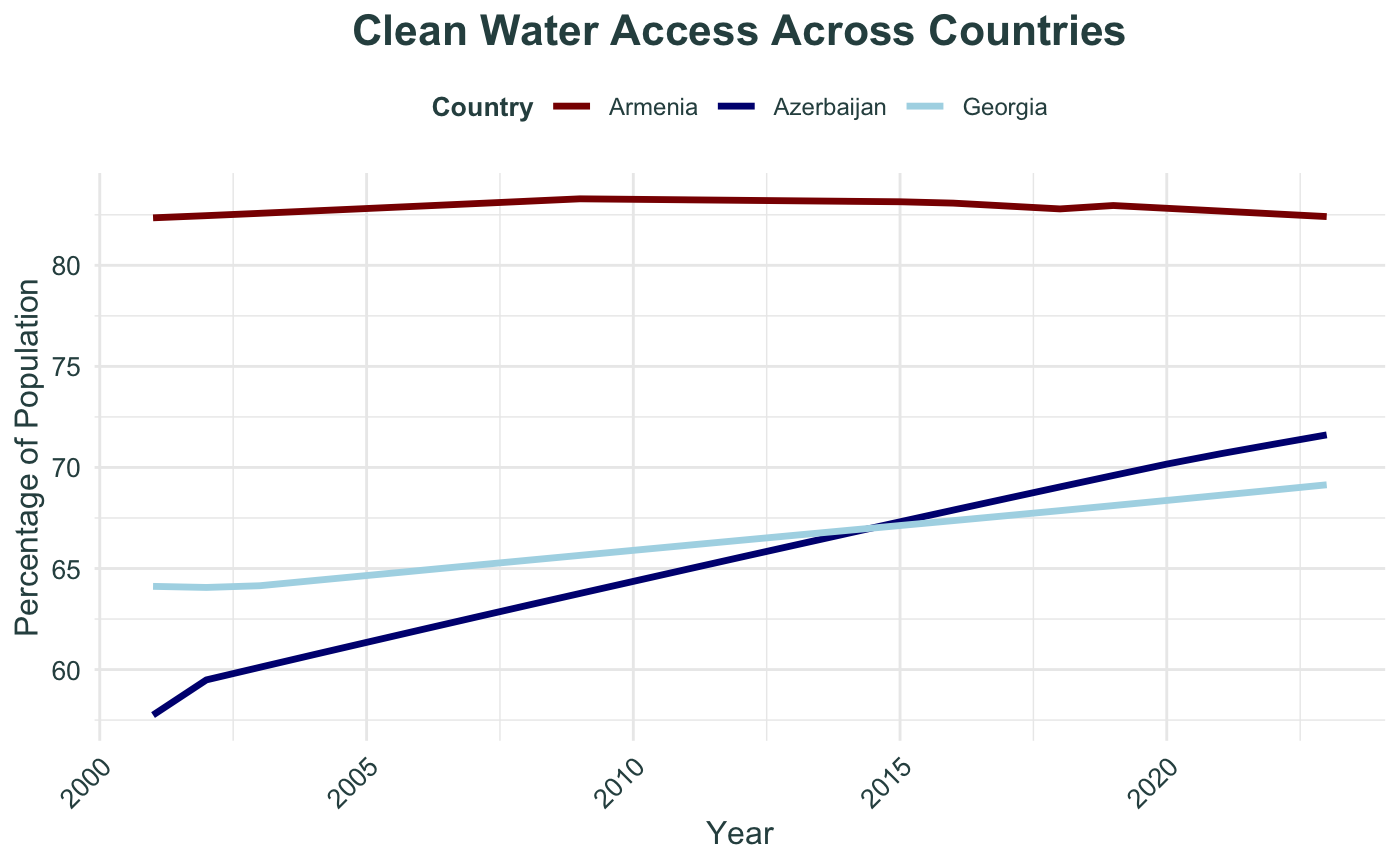 Clean Water Access Across Countries
Country Armenia Azerbaijan Georgia
Percentage of Population
80
75
70
65
60
2000 2005 2010 2015 2020
Year